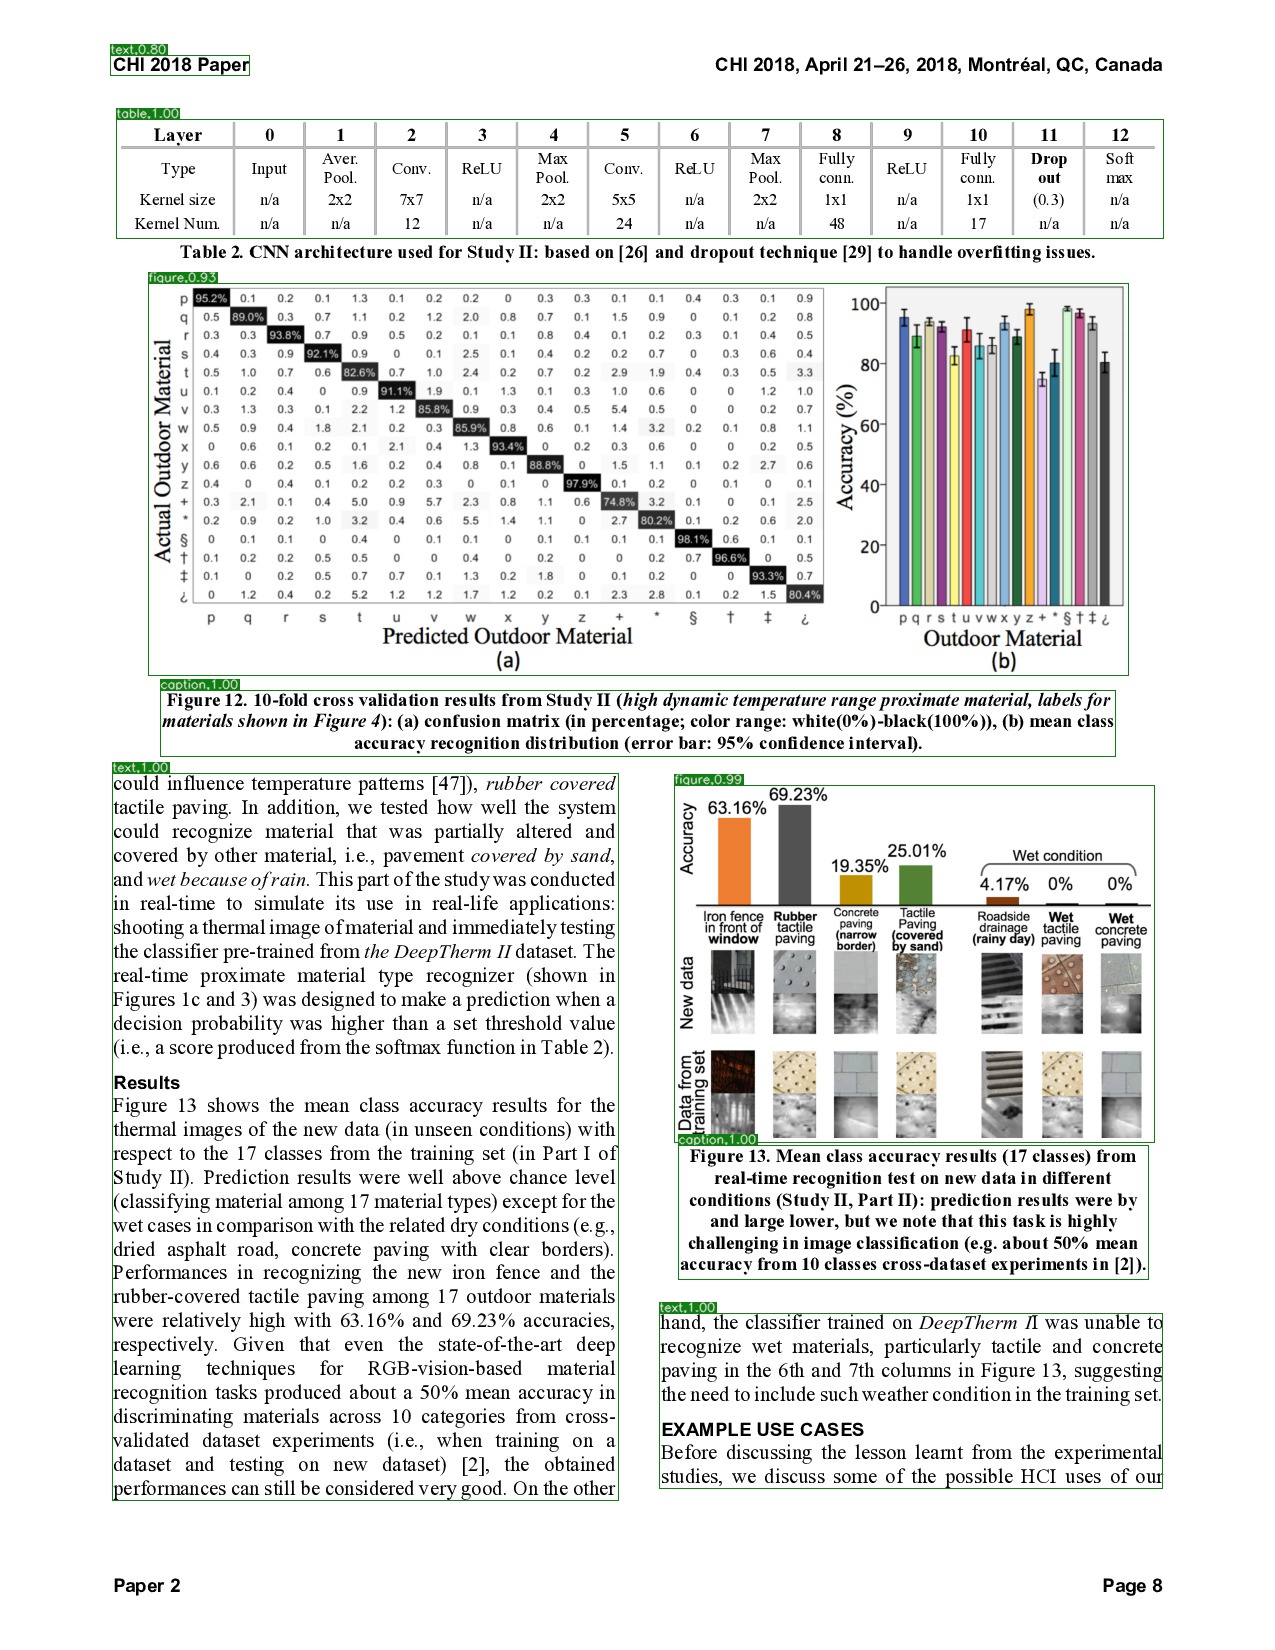 text,0.80
CHI 2018 Paper
CHI 2018, April 21–26, 2018, Montréal, QC, Canada
table,1.00
Layer 0 1 2 3 4 5 6 7 8 9 10 11 12
Type Input Aver. Pool. Conv. ReLU Max Pool. Conv. ReLU Max Pool. Fully conn. ReLU Fully conn. Drop out Soft max
Kernel size n/a 2x2 7x7 n/a 2x2 5x5 n/a 2x2 1x1 n/a 1x1 (0.3) n/a
Kernel Num. n/a n/a 12 n/a n/a 24 n/a n/a 48 n/a 17 n/a n/a
Table 2. CNN architecture used for Study II: based on [26] and dropout technique [29] to handle overfitting issues.
figure,0.93
Actual Outdoor Material
p 95.2% 0.1 0.2 0.1 1.3 0.1 0.2 0.2 0 0.3 0.3 0.1 0.1 0.4 0.3 0.1 0.9
q 0.5 89.0% 0.3 0.7 1.1 0.2 1.2 2.0 0.8 0.7 0.1 1.5 0.9 0 0.1 0.2 0.8
r 0.3 0.3 93.8% 0.7 0.9 0.5 0.2 0.1 0.1 0.8 0.4 0.1 0.2 0.3 0.1 0.4 0.5
s 0.4 0.3 0.9 92.1% 0.9 0 0.1 2.5 0.1 0.4 0.2 0.2 0.7 0 0.3 0.6 0.4
t 0.5 1.0 0.7 0.6 82.6% 0.7 1.0 2.4 0.2 0.7 0.2 2.9 1.9 0.4 0.3 0.5 3.3
u 0.1 0.2 0.4 0 0.9 91.1% 1.9 0.1 1.3 0.1 0.3 1.0 0.6 0 0 1.2 1.0
v 0.3 1.3 0.3 0.1 2.2 1.2 85.8% 0.9 0.3 0.4 0.5 5.4 0.5 0 0 0.2 0.7
w 0.5 0.9 0.4 1.8 2.1 0.2 0.3 85.9% 0.8 0.6 0.1 1.4 3.2 0.2 0.1 0.8 1.1
x 0 0.6 0.1 0.2 0.1 2.1 0.4 1.3 93.4% 0 0.2 0.3 0.6 0 0 0.2 0.5
y 0.6 0.6 0.2 0.5 1.6 0.2 0.4 0.8 0.1 88.8% 0 1.5 1.1 0.1 0.2 2.7 0.6
z 0.4 0 0.4 0.1 0.2 0.2 0.3 0 0.1 0 97.9% 0.1 0.2 0 0.1 0 0.1
+ 0.3 2.1 0.1 0.4 5.0 0.9 5.7 2.3 0.8 1.1 0.6 74.8% 3.2 0.1 0 0.1 2.5
* 0.2 0.9 0.2 1.0 3.2 0.4 0.6 5.5 1.4 1.1 0 2.7 80.2% 0.1 0.2 0.6 2.0
§ 0 0.1 0.1 0 0.4 0 0.1 0.1 0 0.1 0.1 0.1 0.1 98.1% 0.6 0.1 0.1
† 0.1 0.2 0.2 0.5 0.5 0 0 0.4 0 0.2 0 0 0.2 0.7 96.6% 0 0.5
‡ 0.1 0 0.2 0.5 0.7 0.7 0.1 1.3 0.2 1.8 0 0.1 0.2 0 0 93.3% 0.7
¿ 0 1.2 0.4 0.2 5.2 1.2 1.2 1.7 1.2 0.2 0.1 2.3 2.8 0.1 0.2 1.5 80.4%
p q r s t u v w x y z + * § † ‡ ¿
Predicted Outdoor Material
(a)
Accuracy (%)
100
80
60
40
20
0
p q r s t u v w x y z + * § † ‡ ¿
Outdoor Material
(b)
caption,1.00
Figure 12. 10-fold cross validation results from Study II (high dynamic temperature range proximate material, labels for
materials shown in Figure 4): (a) confusion matrix (in percentage; color range: white(0%)-black(100%)), (b) mean class
accuracy recognition distribution (error bar: 95% confidence interval).
text,1.00
could influence temperature patterns [47]), rubber covered
tactile paving. In addition, we tested how well the system
could recognize material that was partially altered and
covered by other material, i.e., pavement covered by sand,
and wet because of rain. This part of the study was conducted
in real-time to simulate its use in real-life applications:
shooting a thermal image of material and immediately testing
the classifier pre-trained from the DeepTherm II dataset. The
real-time proximate material type recognizer (shown in
Figures 1c and 3) was designed to make a prediction when a
decision probability was higher than a set threshold value
(i.e., a score produced from the softmax function in Table 2).
Results
Figure 13 shows the mean class accuracy results for the
thermal images of the new data (in unseen conditions) with
respect to the 17 classes from the training set (in Part I of
Study II). Prediction results were well above chance level
(classifying material among 17 material types) except for the
wet cases in comparison with the related dry conditions (e.g.,
dried asphalt road, concrete paving with clear borders).
Performances in recognizing the new iron fence and the
rubber-covered tactile paving among 17 outdoor materials
were relatively high with 63.16% and 69.23% accuracies,
respectively. Given that even the state-of-the-art deep
learning techniques for RGB-vision-based material
recognition tasks produced about a 50% mean accuracy in
discriminating materials across 10 categories from cross-
validated dataset experiments (i.e., when training on a
dataset and testing on new dataset) [2], the obtained
performances can still be considered very good. On the other
figure,0.99
Accuracy
63.16% 69.23% 19.35% 25.01% 4.17% 0% 0%
Wet condition
Iron fence in front of window
Rubber tactile paving
Concrete paving (narrow border)
Tactile Paving (covered by sand)
Roadside drainage (rainy day)
Wet tactile paving
Wet concrete paving
New data
Data from training set
caption,1.00
Figure 13. Mean class accuracy results (17 classes) from
real-time recognition test on new data in different
conditions (Study II, Part II): prediction results were by
and large lower, but we note that this task is highly
challenging in image classification (e.g. about 50% mean
accuracy from 10 classes cross-dataset experiments in [2]).
text,1.00
hand, the classifier trained on DeepTherm II was unable to
recognize wet materials, particularly tactile and concrete
paving in the 6th and 7th columns in Figure 13, suggesting
the need to include such weather condition in the training set.
EXAMPLE USE CASES
Before discussing the lesson learnt from the experimental
studies, we discuss some of the possible HCI uses of our
Paper 2
Page 8